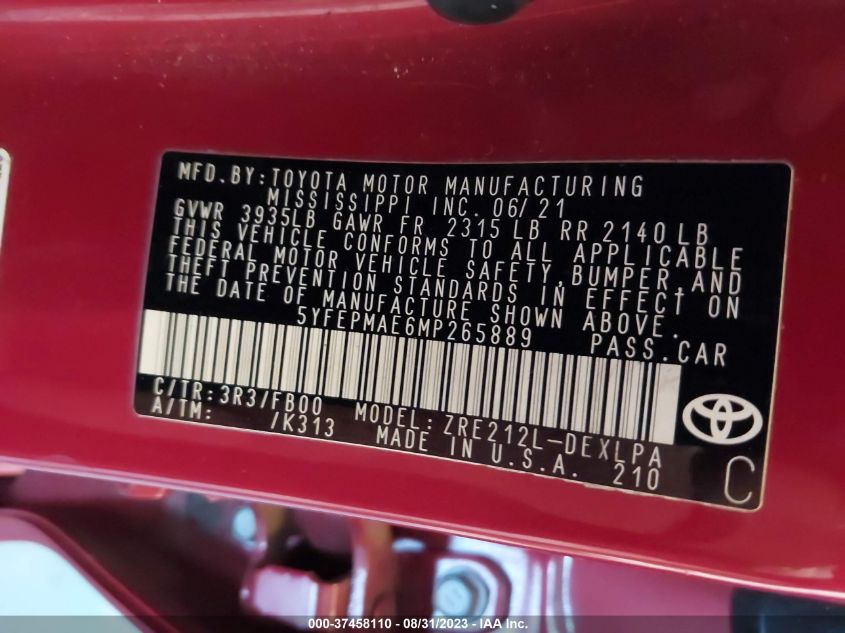 MFD.BY:TOYOTA MOTOR MANUFACTURING
MISSISSIPPI INC. 06/21
GVWR 3935LB GAWR FR 2315 LB RR 2140LB
THIS VEHICLE CONFORMS TO ALL APPLICABLE
FEDERAL MOTOR VEHICLE SAFETY,BUMPER,AND
THEFT PREVENTION STANDARDS IN EFFECT ON
THE DATE OF MANUFACTURE SHOWN ABOVE.
5YFEPMAE6MP265889 PASS.CAR
C/TR:3R3/FB00 MODEL:ZRE212L-DEXLPA
A/TM: /K313 MADE IN U.S.A. 210
C
000-37458110 - 08/31/2023 - IAA Inc.